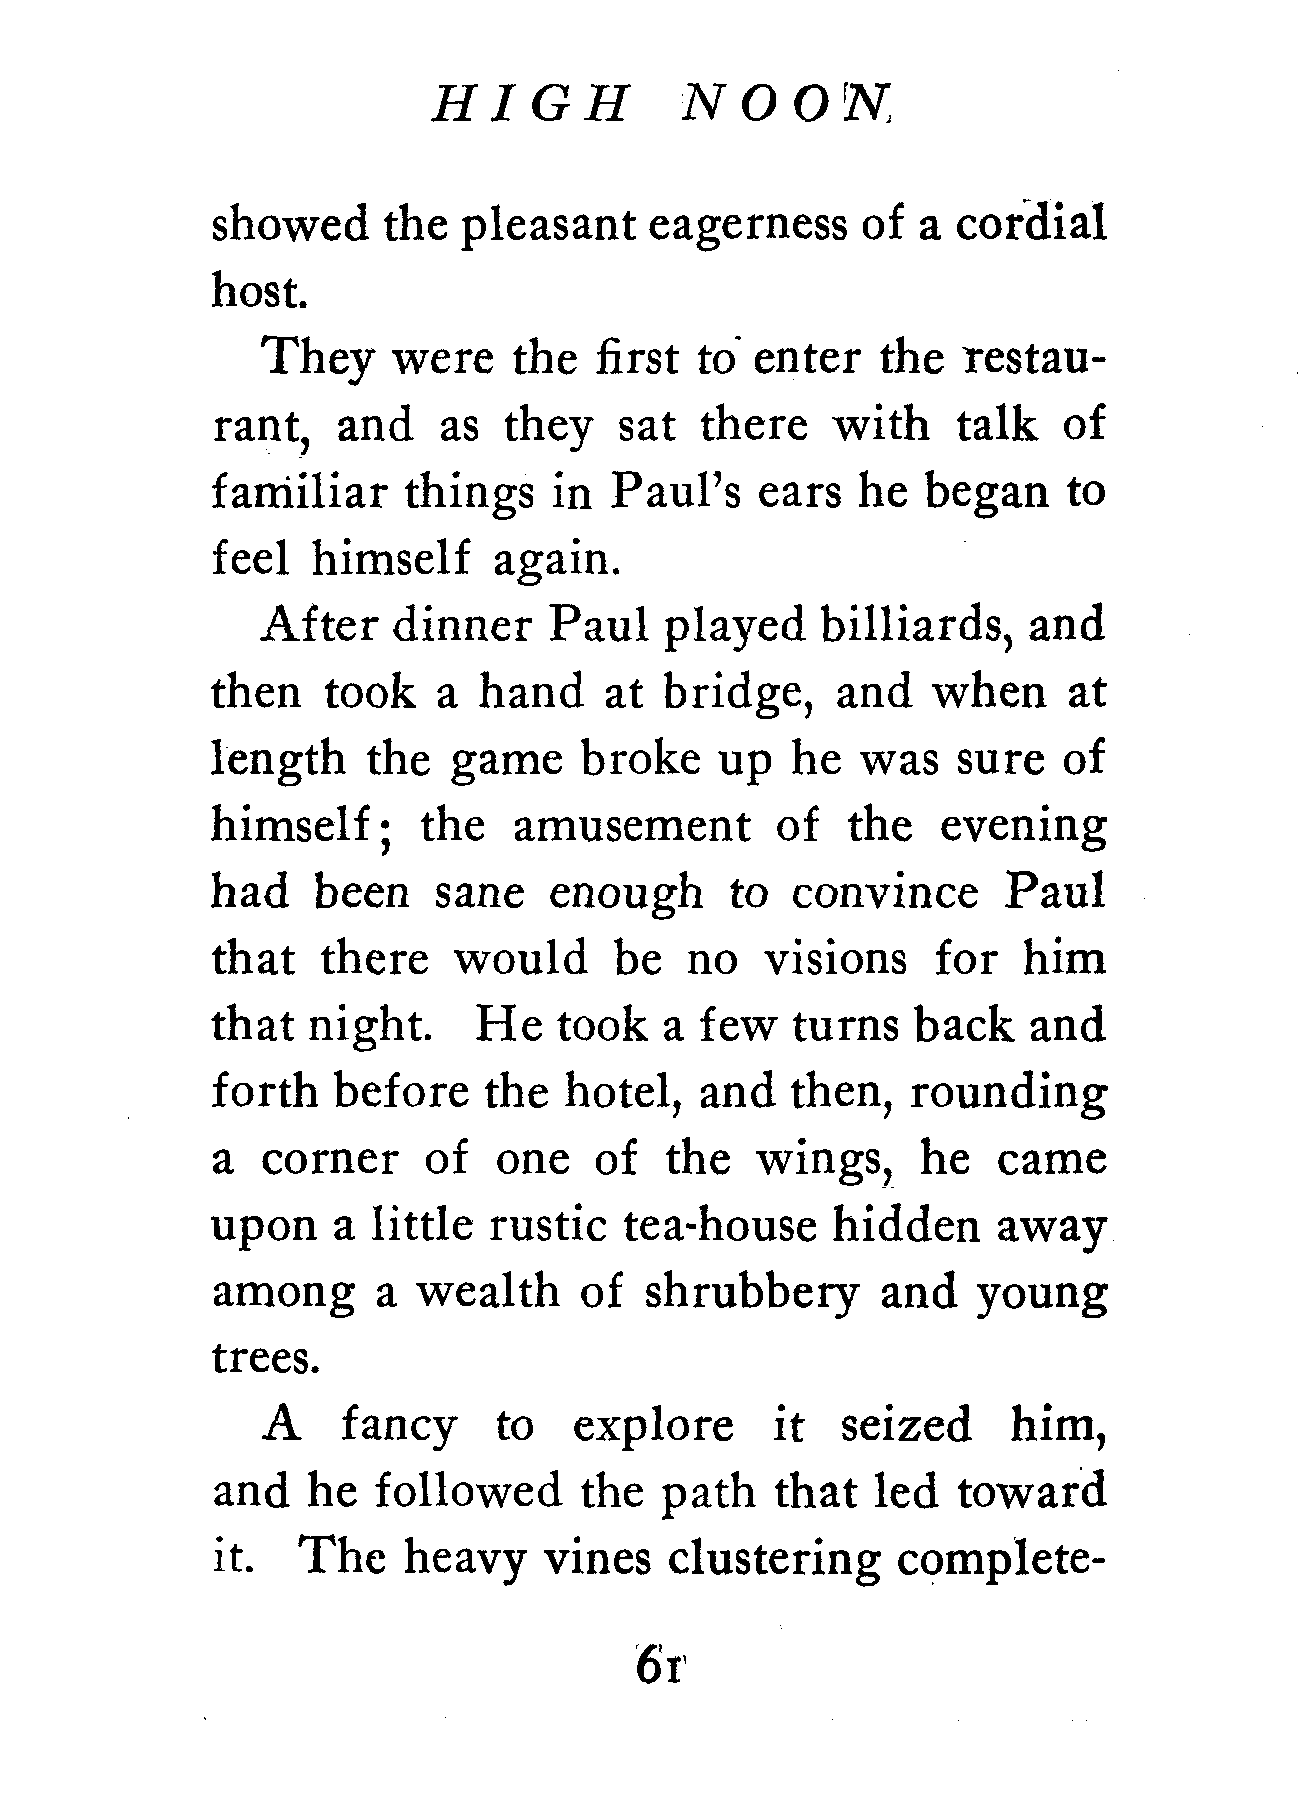 HIGH NOON
showed the pleasant eagerness of a cordial
host.
They were the first to enter the restau-
rant, and as they sat there with talk of
familiar things in Paul's ears he began to
feel himself again.
After dinner Paul played billiards, and
then took a hand at bridge, and when at
length the game broke up he was sure of
himself; the amusement of the evening
had been sane enough to convince Paul
that there would be no visions for him
that night. He took a few turns back and
forth before the hotel, and then, rounding
a corner of one of the wings, he came
upon a little rustic tea-house hidden away
among a wealth of shrubbery and young
trees.
A fancy to explore it seized him,
and he followed the path that led toward
it. The heavy vines clustering complete-
61